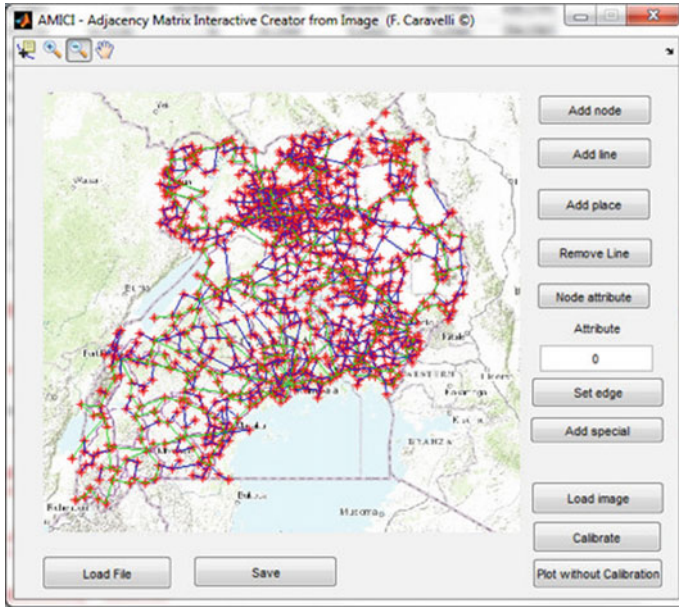 AMICI - Adjacency Matrix Interactive Creator from Image (F. Caravelli ©)
Add node
Add line
Add place
Remove Line
Node attribute
Attribute
0
Set edge
Add special
Load image
Calibrate
Plot without Calibration
Load File
Save
Musoma